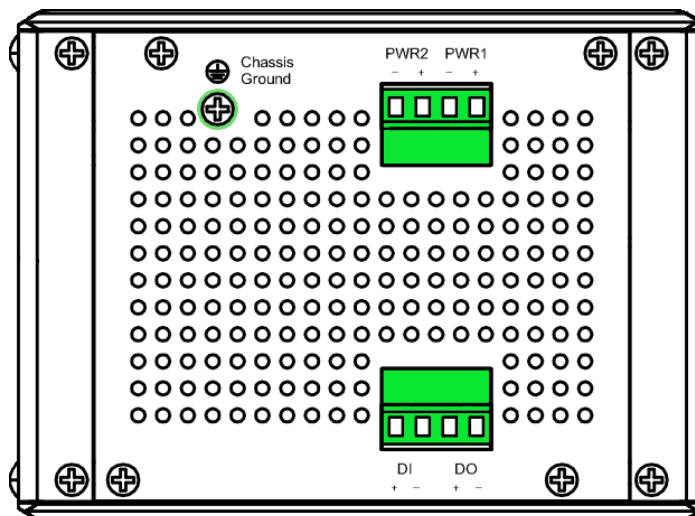 Chassis
Ground
PWR2 PWR1
– + – +
DI DO
+ – + –